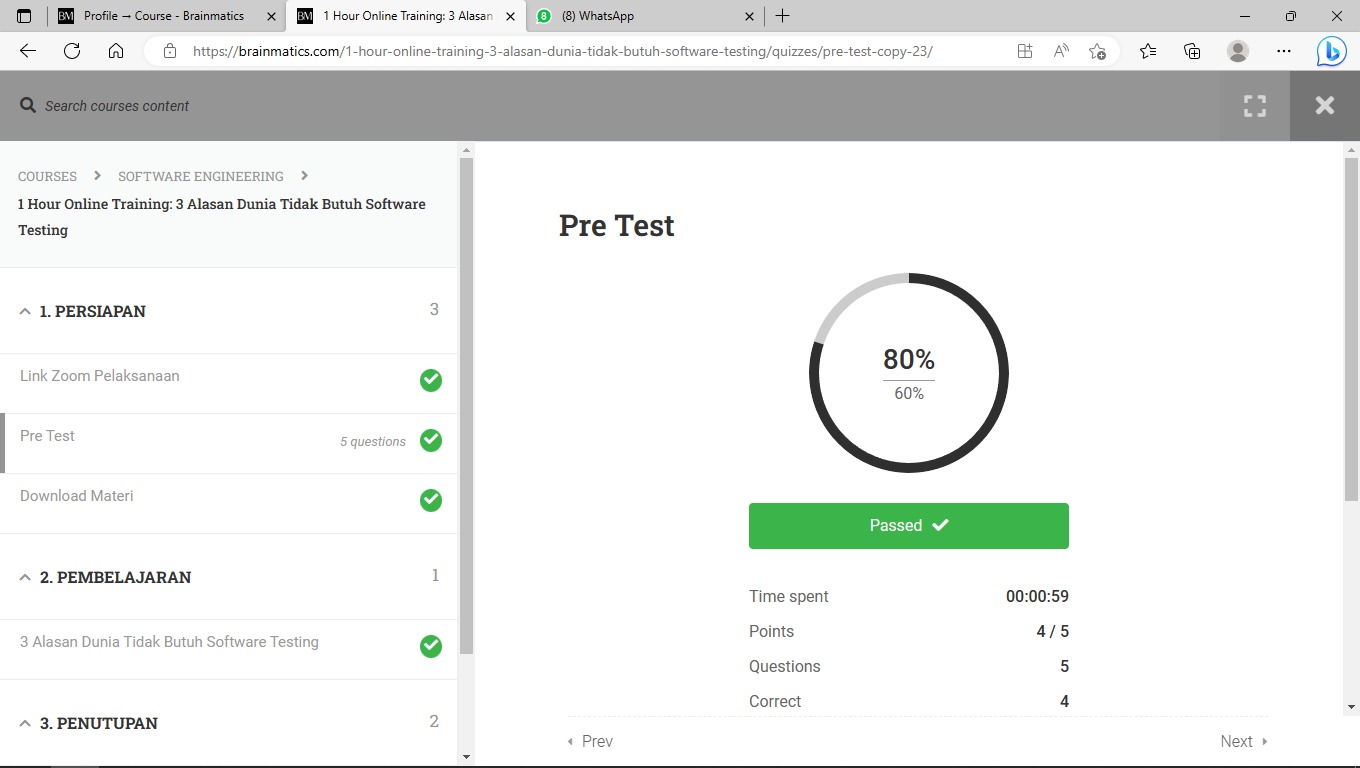 BM Profile → Course - Brainmatics
BM 1 Hour Online Training: 3 Alasan
8 (8) WhatsApp
https://brainmatics.com/1-hour-online-training-3-alasan-dunia-tidak-butuh-software-testing/quizzes/pre-test-copy-23/
Search courses content
COURSES SOFTWARE ENGINEERING
1 Hour Online Training: 3 Alasan Dunia Tidak Butuh Software
Testing
1. PERSIAPAN 3
Link Zoom Pelaksanaan
Pre Test 5 questions
Download Materi
2. PEMBELAJARAN 1
3 Alasan Dunia Tidak Butuh Software Testing
3. PENUTUPAN 2
Pre Test
80%
60%
Passed
Time spent 00:00:59
Points 4 / 5
Questions 5
Correct 4
Prev Next